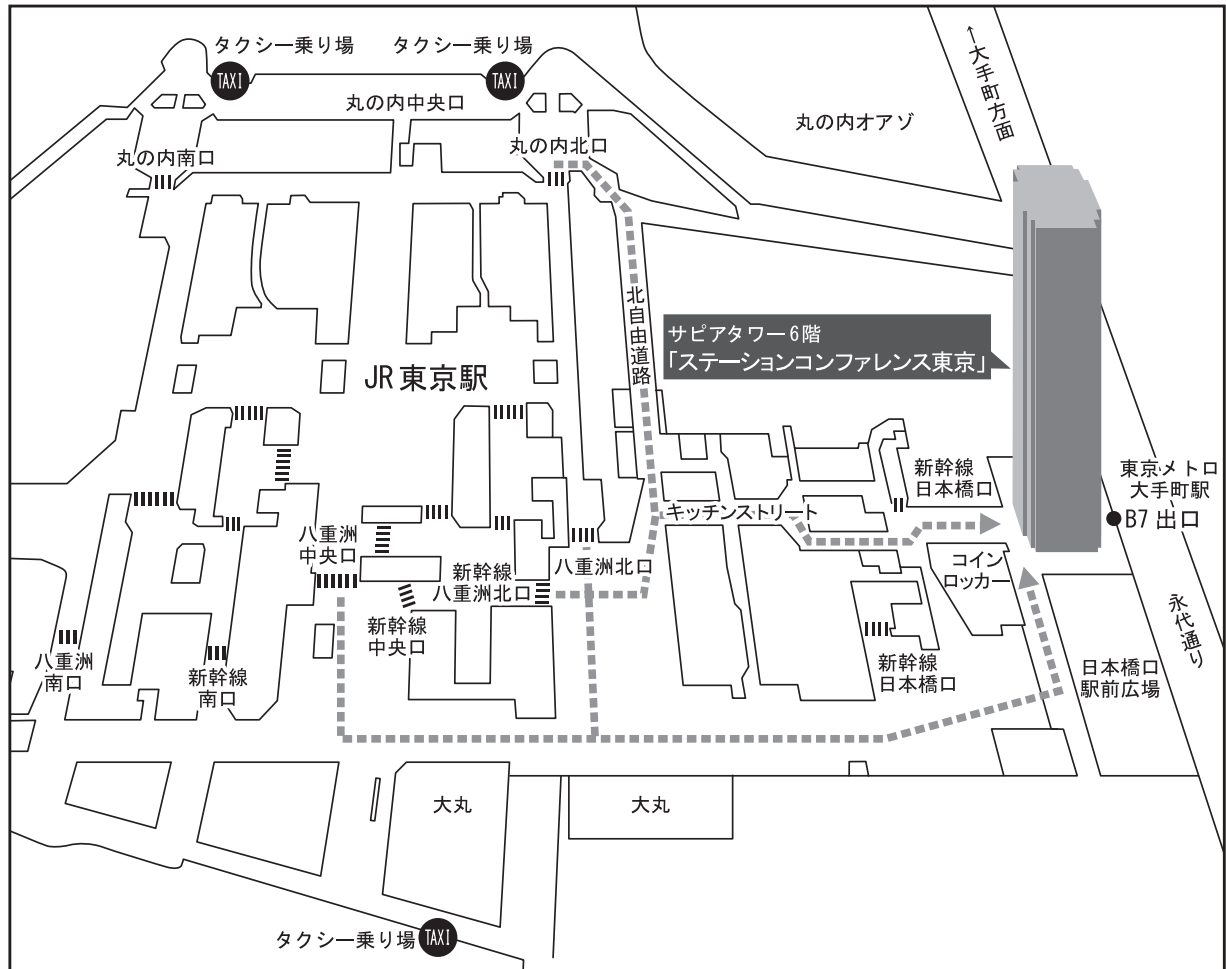 タクシー乗り場
タクシー乗り場
TAXI
TAXI
丸の内中央口
丸の内オアゾ
←大手町方面
丸の内南口
丸の内北口
北自由道路
サピアタワー6階
「ステーションコンファレンス東京」
JR東京駅
新幹線
日本橋口
東京メトロ
大手町駅
B7 出口
キッチンストリート
八重洲
中央口
新幹線
八重洲北口
八重洲北口
コイン
ロッカー
新幹線
中央口
八重洲
南口
新幹線
南口
新幹線
日本橋口
日本橋口
駅前広場
永代通り
大丸
大丸
タクシー乗り場
TAXI